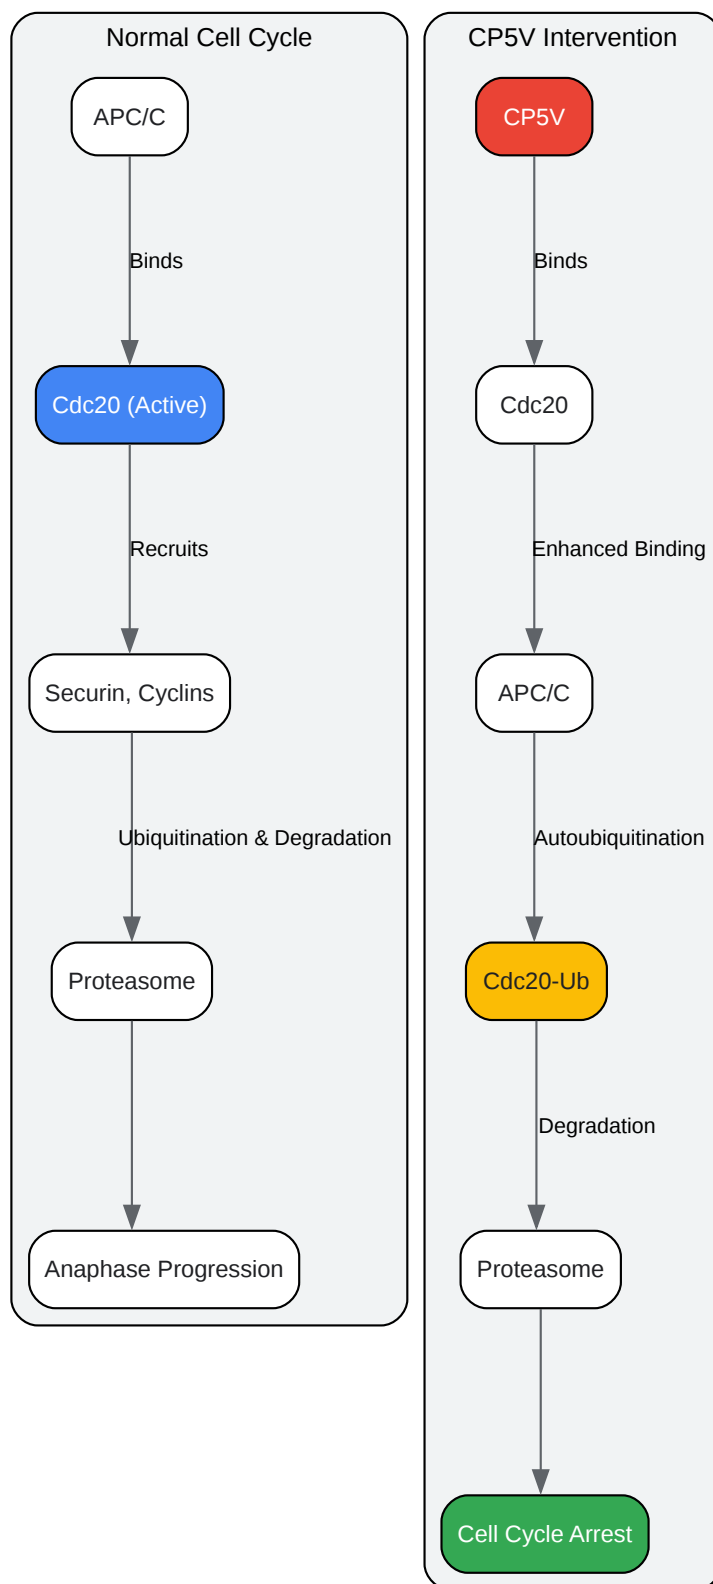 Normal Cell Cycle
APC/C
Binds
Cdc20 (Active)
Recruits
Securin, Cyclins
Ubiquitination & Degradation
Proteasome
Anaphase Progression
CP5V Intervention
CP5V
Binds
Cdc20
Enhanced Binding
APC/C
Autoubiquitination
Cdc20-Ub
Degradation
Proteasome
Cell Cycle Arrest